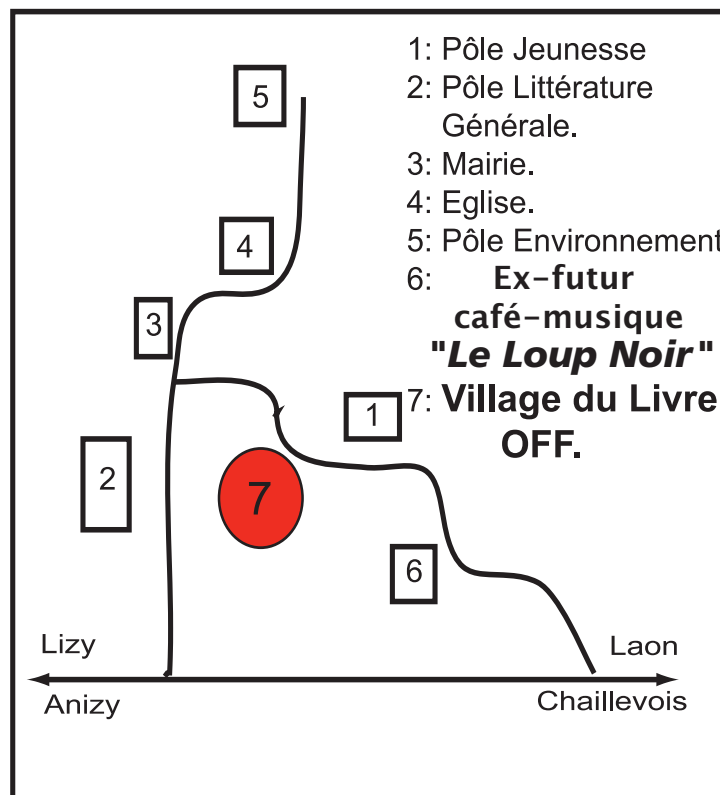 1: Pôle Jeunesse
2: Pôle Littérature
Générale.
3: Mairie.
4: Eglise.
5: Pôle Environnement
6: Ex-futur
café-musique
"Le Loup Noir"
7: Village du Livre
OFF.
5
4
3
1
2
7
6
Lizy
Laon
Anizy
Chaillevois